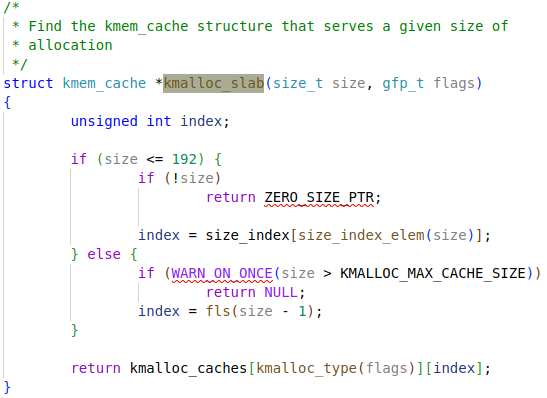 /*
 * Find the kmem_cache structure that serves a given size of
 * allocation
 */
struct kmem_cache *kmalloc_slab(size_t size, gfp_t flags)
{
        unsigned int index;

        if (size <= 192) {
                if (!size)
                        return ZERO_SIZE_PTR;

                index = size_index[size_index_elem(size)];
        } else {
                if (WARN_ON_ONCE(size > KMALLOC_MAX_CACHE_SIZE))
                        return NULL;
                index = fls(size - 1);
        }

        return kmalloc_caches[kmalloc_type(flags)][index];
}